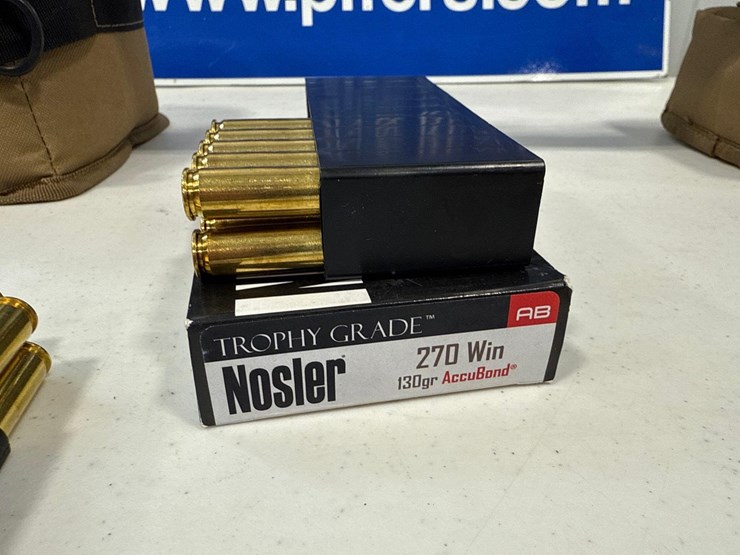 TROPHY GRADE™
AB
Nosler®
270 Win
130gr AccuBond®